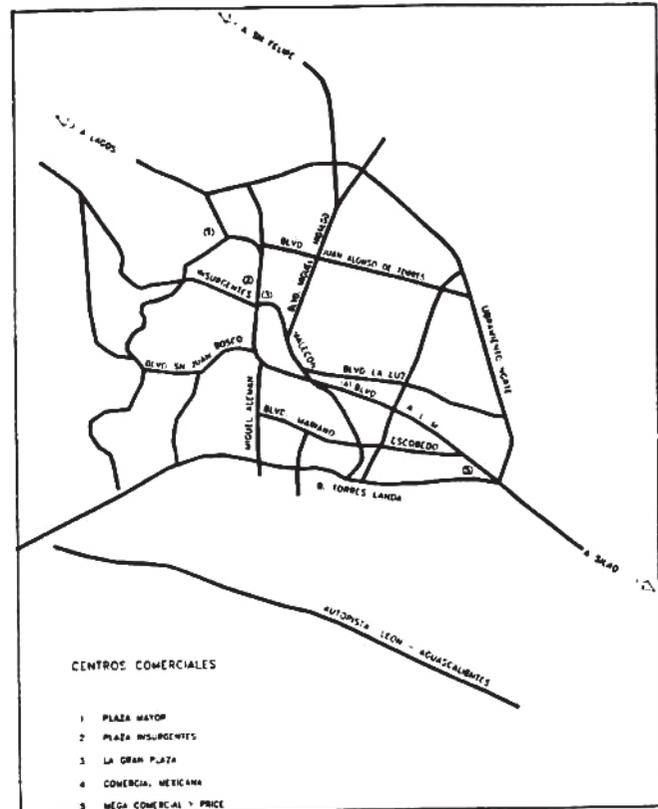 A SN FELIPE
A LAGOS
(1)
BLVD. MIGUEL HIDALGO
BLVD. JUAN ALONSO DE TORRES
(2)
INSURGENTES
(3)
LIBRAMIENTO NORTE
MALECON
BLVD SN JUAN BOSCO
BLVD LA LUZ
(4) BLVD A. L. M.
MIGUEL ALEMAN
BLVD. MARIANO ESCOBEDO
(5)
B. TORRES LANDA
A SILAO
AUTOPISTA LEON - AGUASCALIENTES
CENTROS COMERCIALES
1 PLAZA MAYOR
2 PLAZA INSURGENTES
3 LA GRAN PLAZA
4 COMERCIAL MEXICANA
5 MEGA COMERCIAL Y PRICE